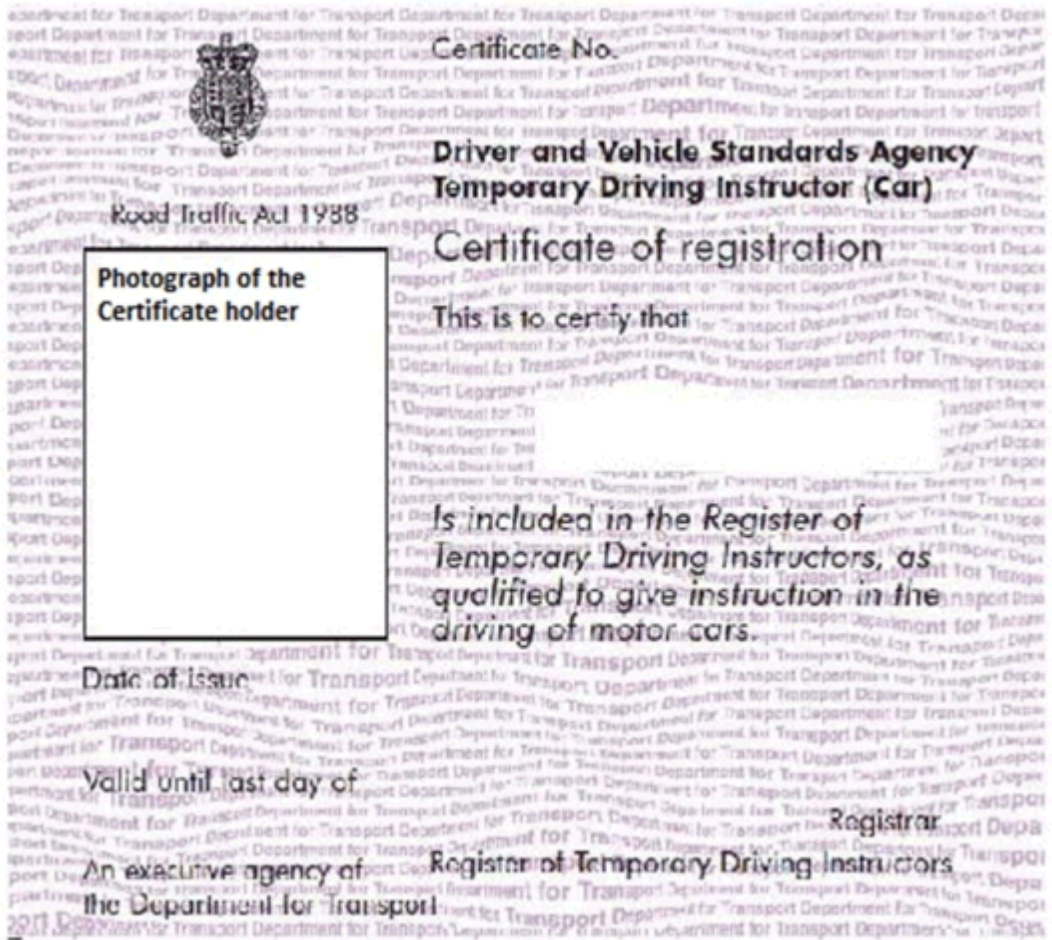 Certificate No.
Driver and Vehicle Standards Agency
Temporary Driving Instructor (Car)
Road Traffic Act 1988
Certificate of registration
Photograph of the
Certificate holder
This is to certify that
Is included in the Register of
Temporary Driving Instructors, as
qualified to give instruction in the
driving of motor cars.
Date of issue
Valid until last day of
Registrar
Register of Temporary Driving Instructors
An executive agency of
the Department for Transport